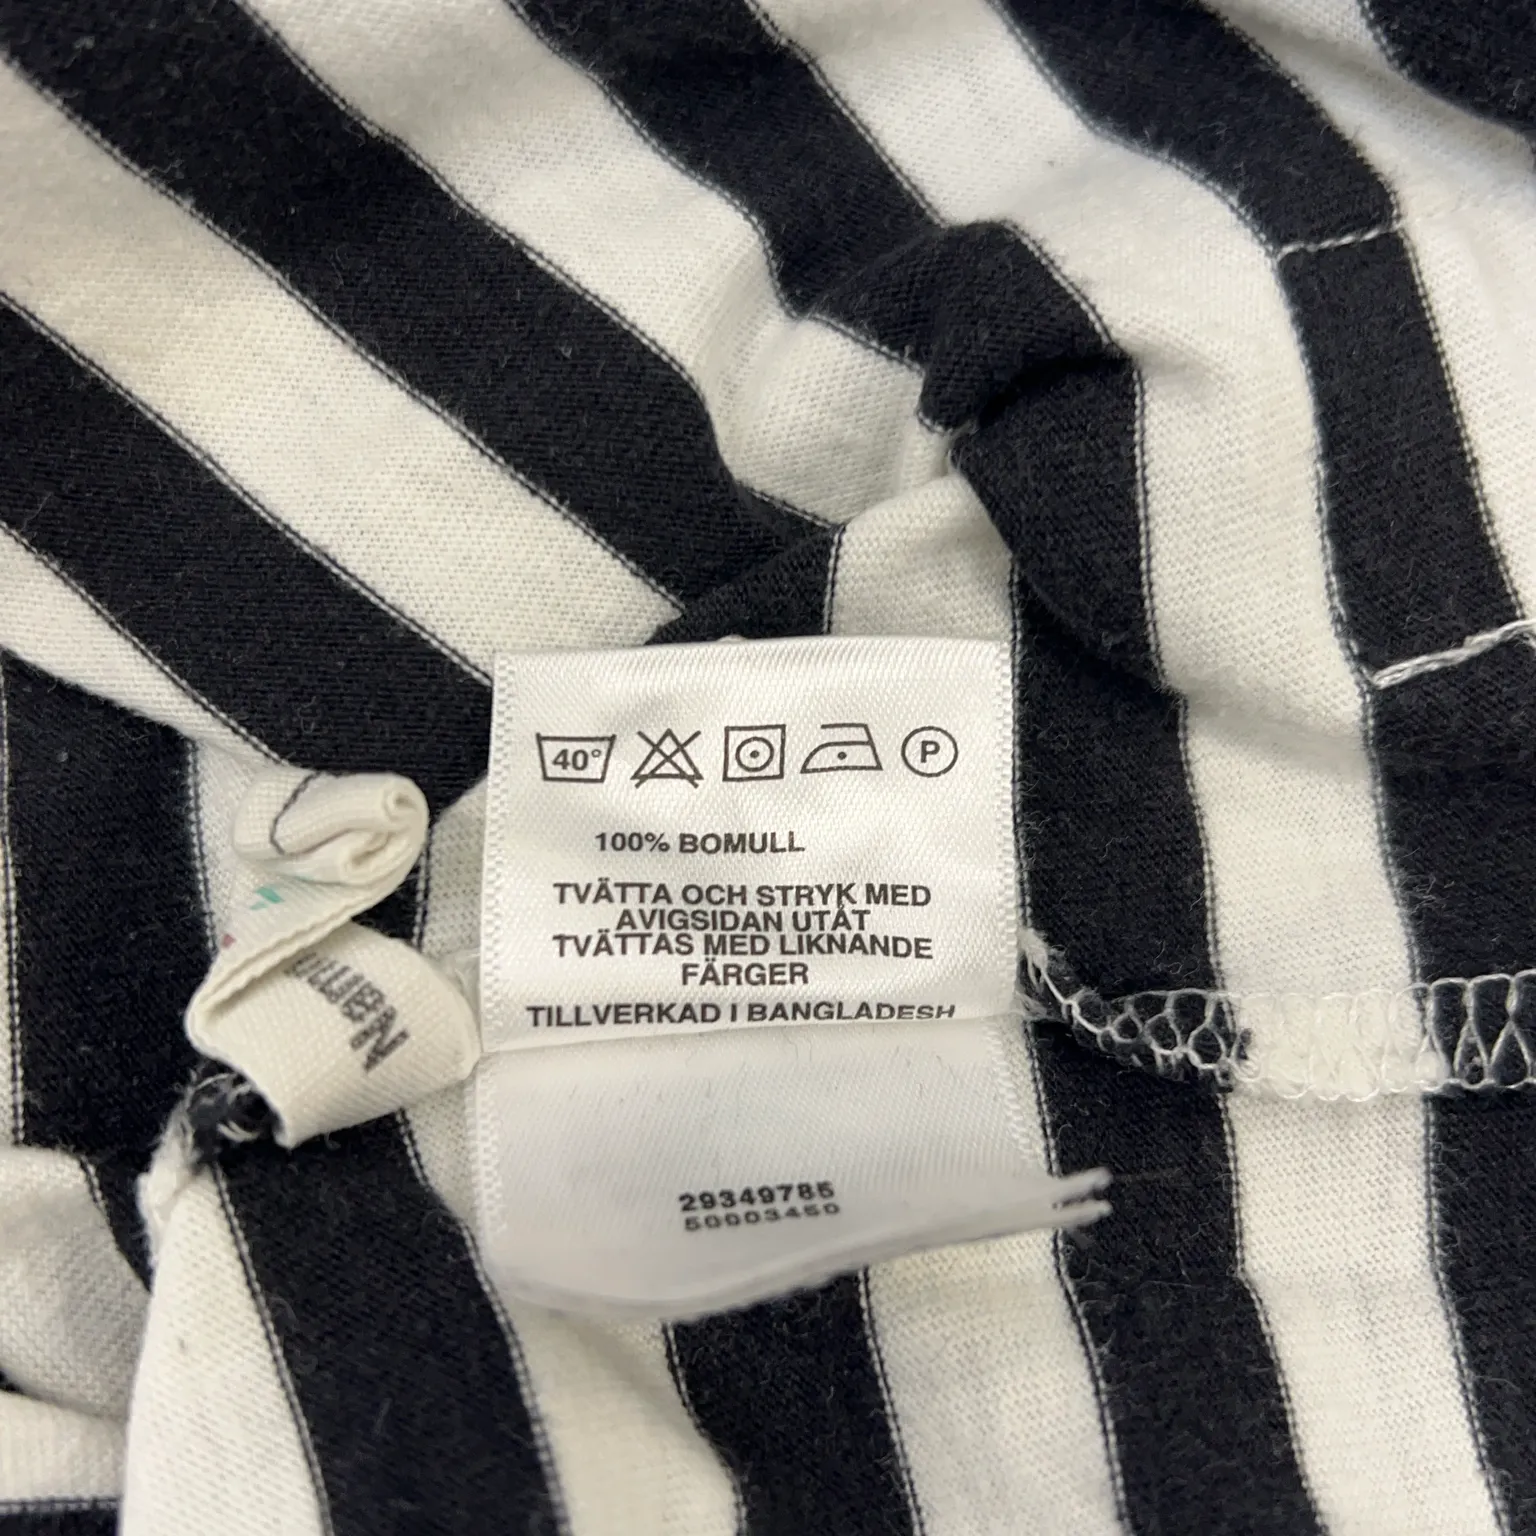 40°
P
100% BOMULL
TVÄTTA OCH STRYK MED
AVIGSIDAN UTÅT
TVÄTTAS MED LIKNANDE
FÄRGER
TILLVERKAD I BANGLADESH
29349785
50003450